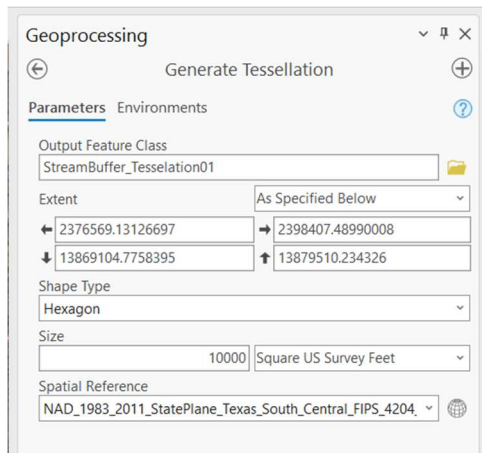 Geoprocessing
Generate Tessellation
Parameters Environments
Output Feature Class
StreamBuffer_Tesselation01
Extent As Specified Below
2376569.13126697 2398407.48990008
13869104.7758395 13879510.234326
Shape Type
Hexagon
Size
10000 Square US Survey Feet
Spatial Reference
NAD_1983_2011_StatePlane_Texas_South_Central_FIPS_4204_